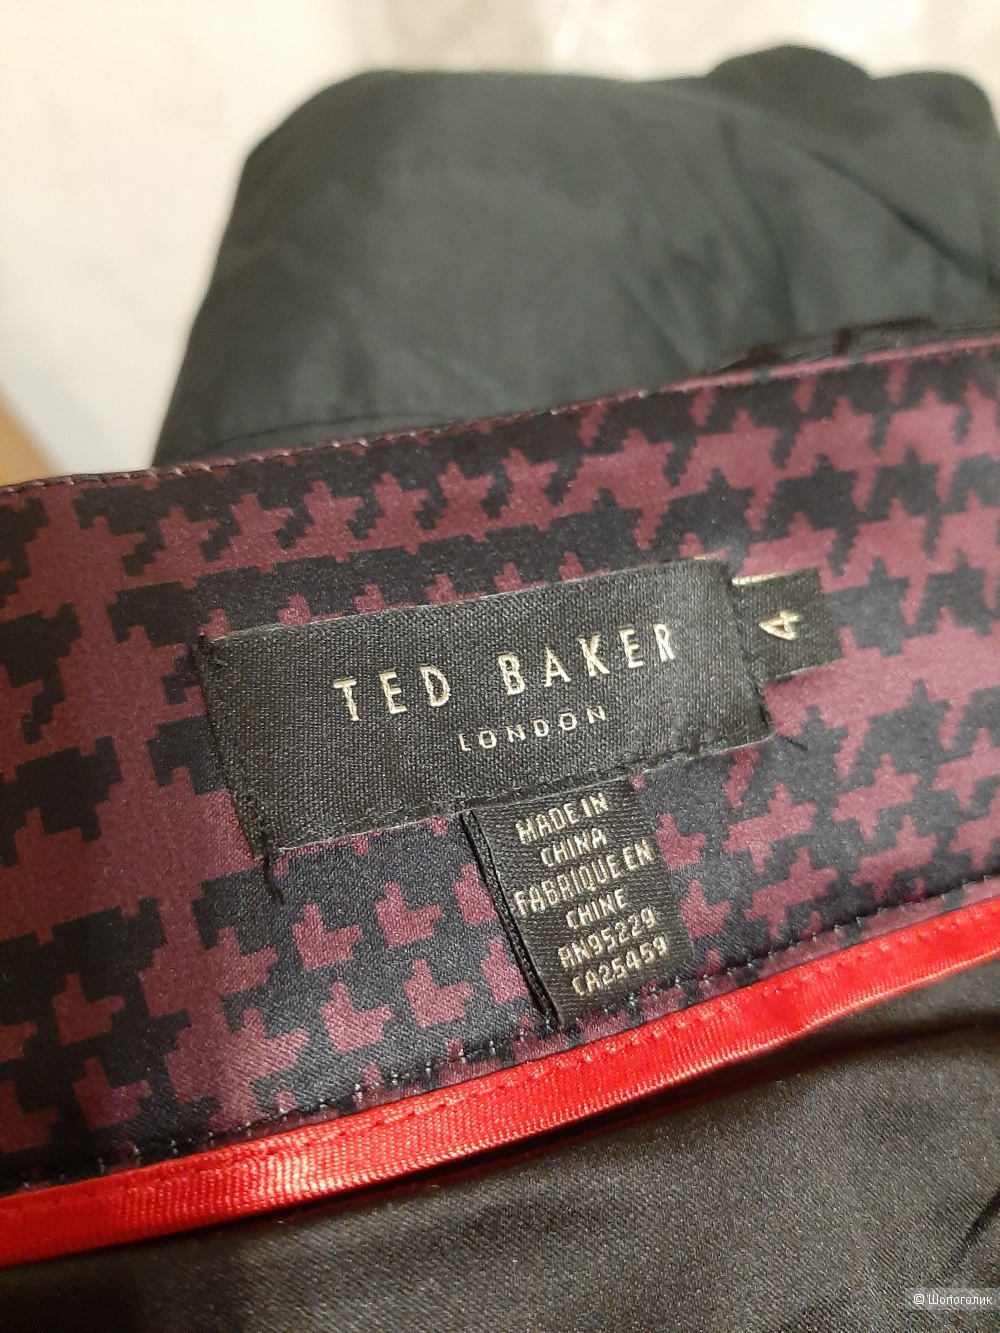 TED BAKER
LONDON
4
MADE IN
CHINA
FABRIQUE EN
CHINE
RN95229
CA25459
© Шопоголик